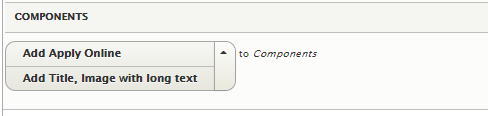 COMPONENTS
Add Apply Online to Components
Add Title, Image with long text